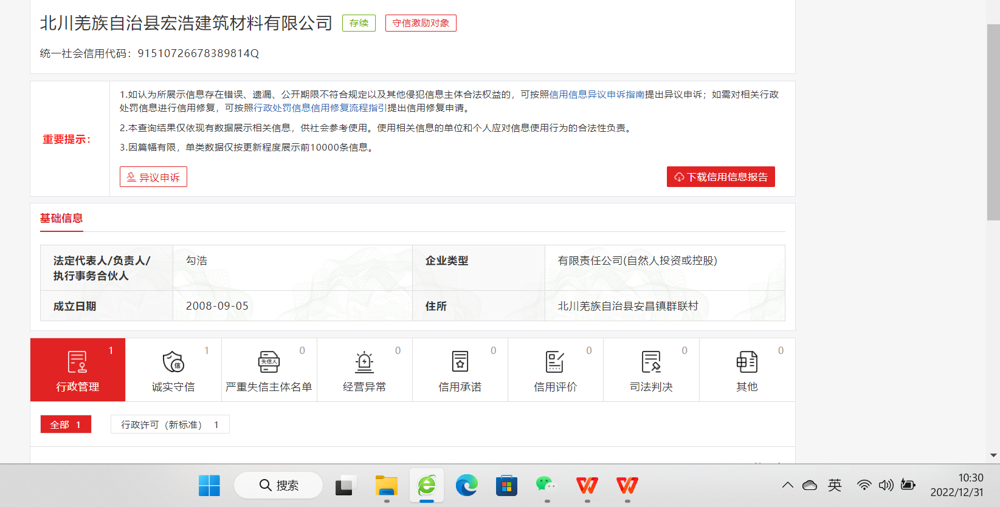 北川羌族自治县宏浩建筑材料有限公司 存续 守信激励对象
统一社会信用代码：91510726678389814Q
重要提示：
1.如认为所展示信息存在错误、遗漏、公开期限不符合规定以及其他侵犯信息主体合法权益的，可按照信用信息异议申诉指南提出异议申诉；如需对相关行政
处罚信息进行信用修复，可按照行政处罚信息信用修复流程指引提出信用修复申请。
2.本查询结果仅依现有数据展示相关信息，供社会参考使用。使用相关信息的单位和个人应对信息使用行为的合法性负责。
3.因篇幅有限，单类数据仅按更新程度展示前10000条信息。
异议申诉 下载信用信息报告
基础信息
法定代表人/负责人/
执行事务合伙人
勾浩
企业类型
有限责任公司(自然人投资或控股)
成立日期
2008-09-05
住所
北川羌族自治县安昌镇群联村
1 1 0 0 0 0 0 0
失信人
信
行政管理 诚实守信 严重失信主体名单 经营异常 信用承诺 信用评价 司法判决 其他
全部 1 行政许可（新标准） 1
搜索
英
10:30
2022/12/31